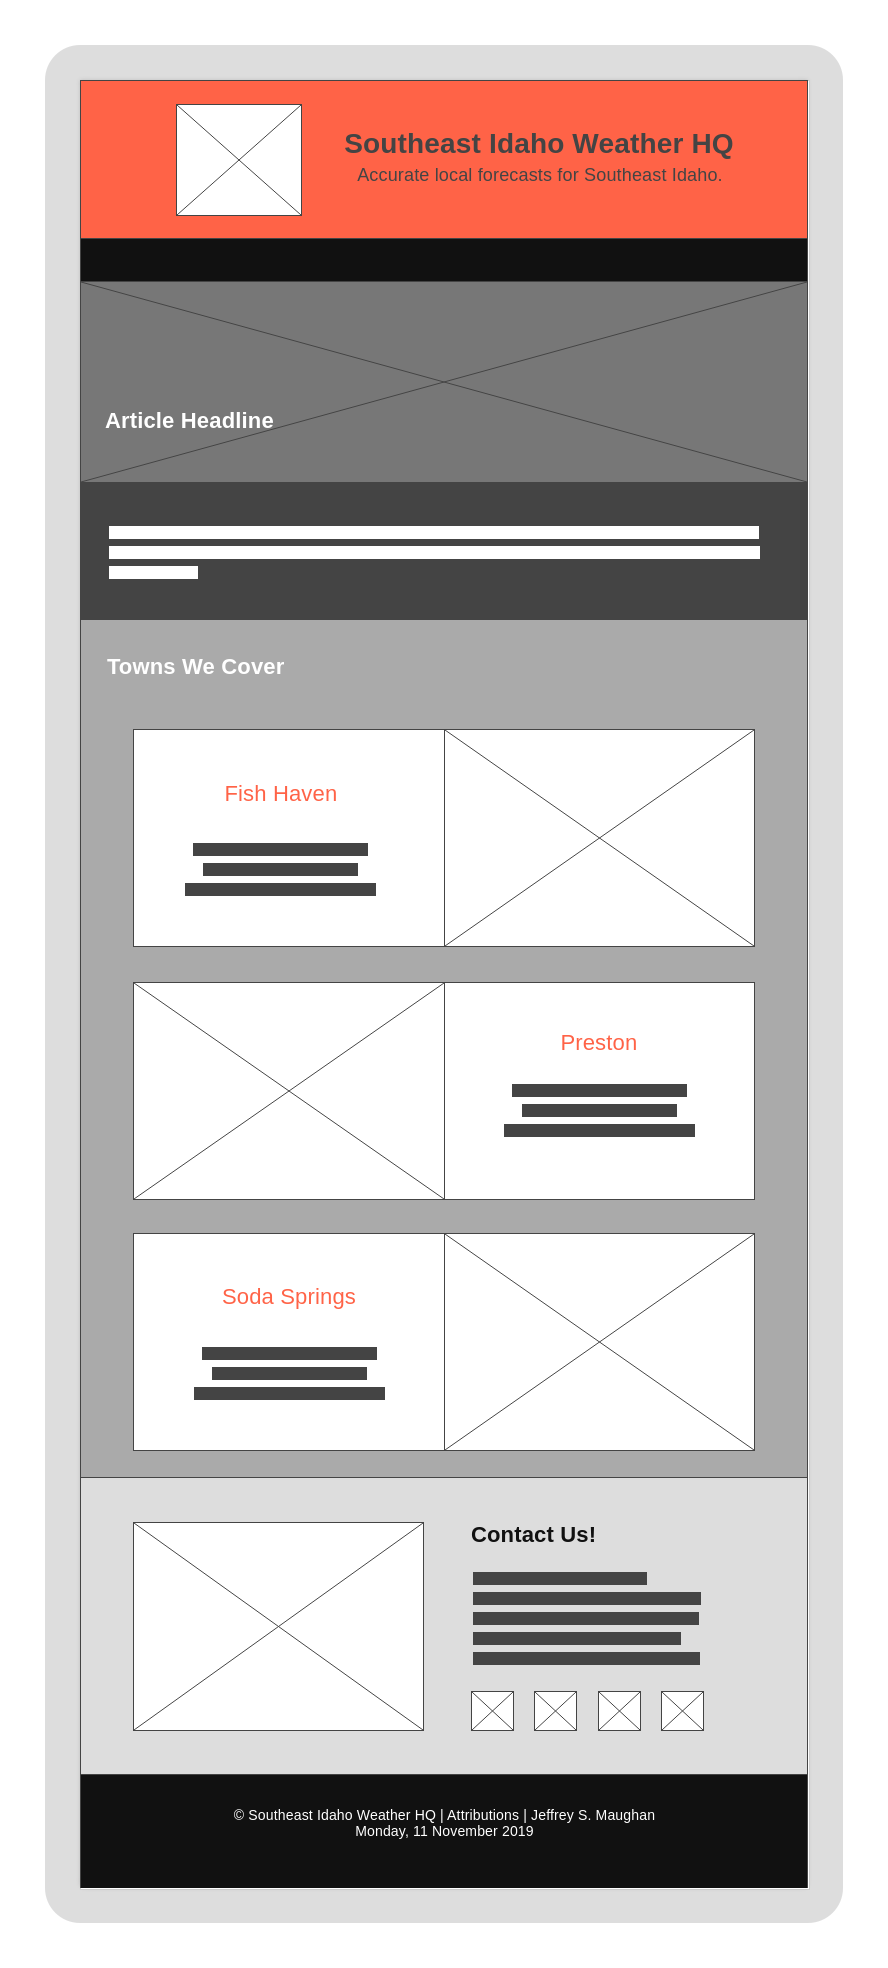 Southeast Idaho Weather HQ
Accurate local forecasts for Southeast Idaho.
Article Headline
Towns We Cover
Fish Haven
Preston
Soda Springs
Contact Us!
© Southeast Idaho Weather HQ | Attributions | Jeffrey S. Maughan
Monday, 11 November 2019